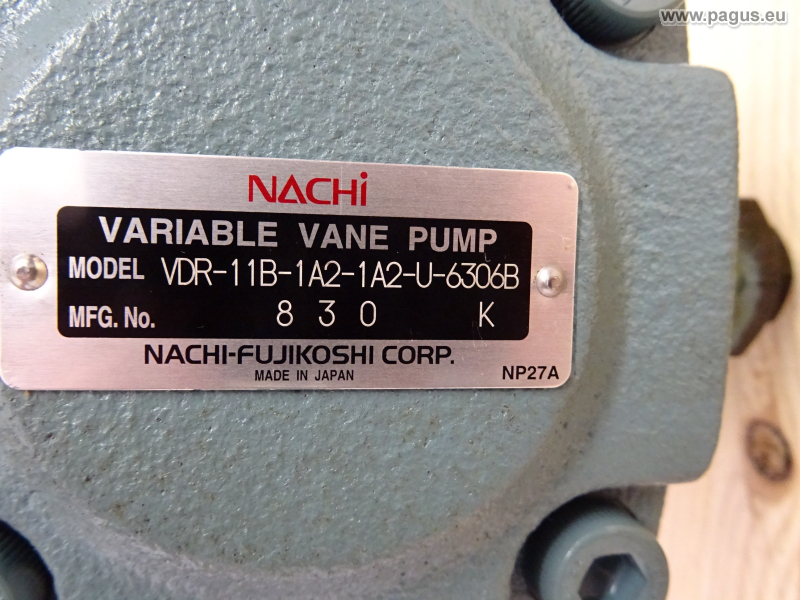 www.pagus.eu
NACHi
VARIABLE VANE PUMP
MODEL VDR-11B-1A2-1A2-U-6306B
MFG. No. 830 K
NACHI-FUJIKOSHI CORP.
MADE IN JAPAN
NP27A